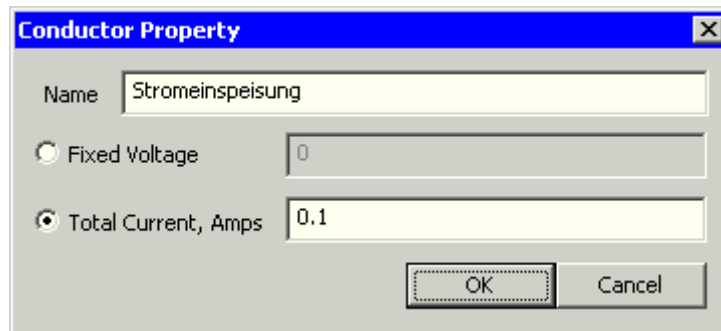 Conductor Property
Name Stromeinspeisung
Fixed Voltage 0
Total Current, Amps 0.1
OK Cancel